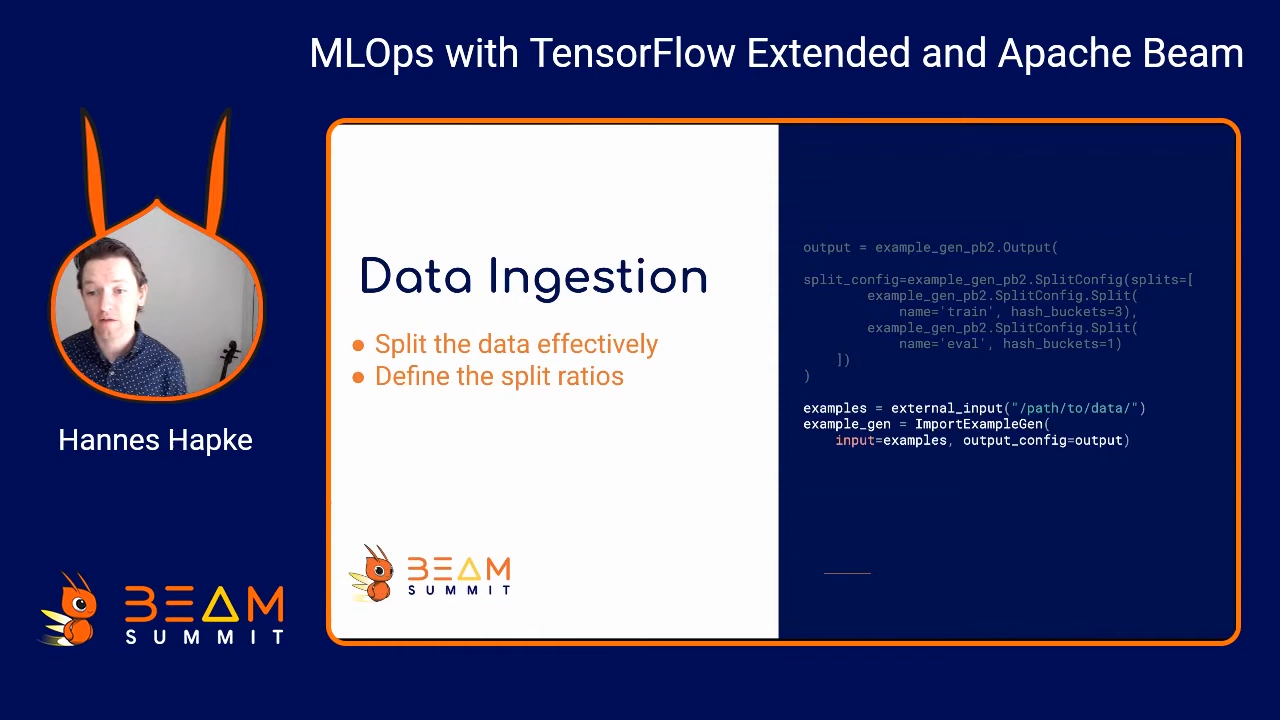 MLOps with TensorFlow Extended and Apache Beam
Hannes Hapke
BEAM
SUMMIT
Data Ingestion
● Split the data effectively
● Define the split ratios
BEAM
SUMMIT
output = example_gen_pb2.Output(
split_config=example_gen_pb2.SplitConfig(splits=[
example_gen_pb2.SplitConfig.Split(
name='train', hash_buckets=3),
example_gen_pb2.SplitConfig.Split(
name='eval', hash_buckets=1)
])
)
examples = external_input("/path/to/data/")
example_gen = ImportExampleGen(
input=examples, output_config=output)